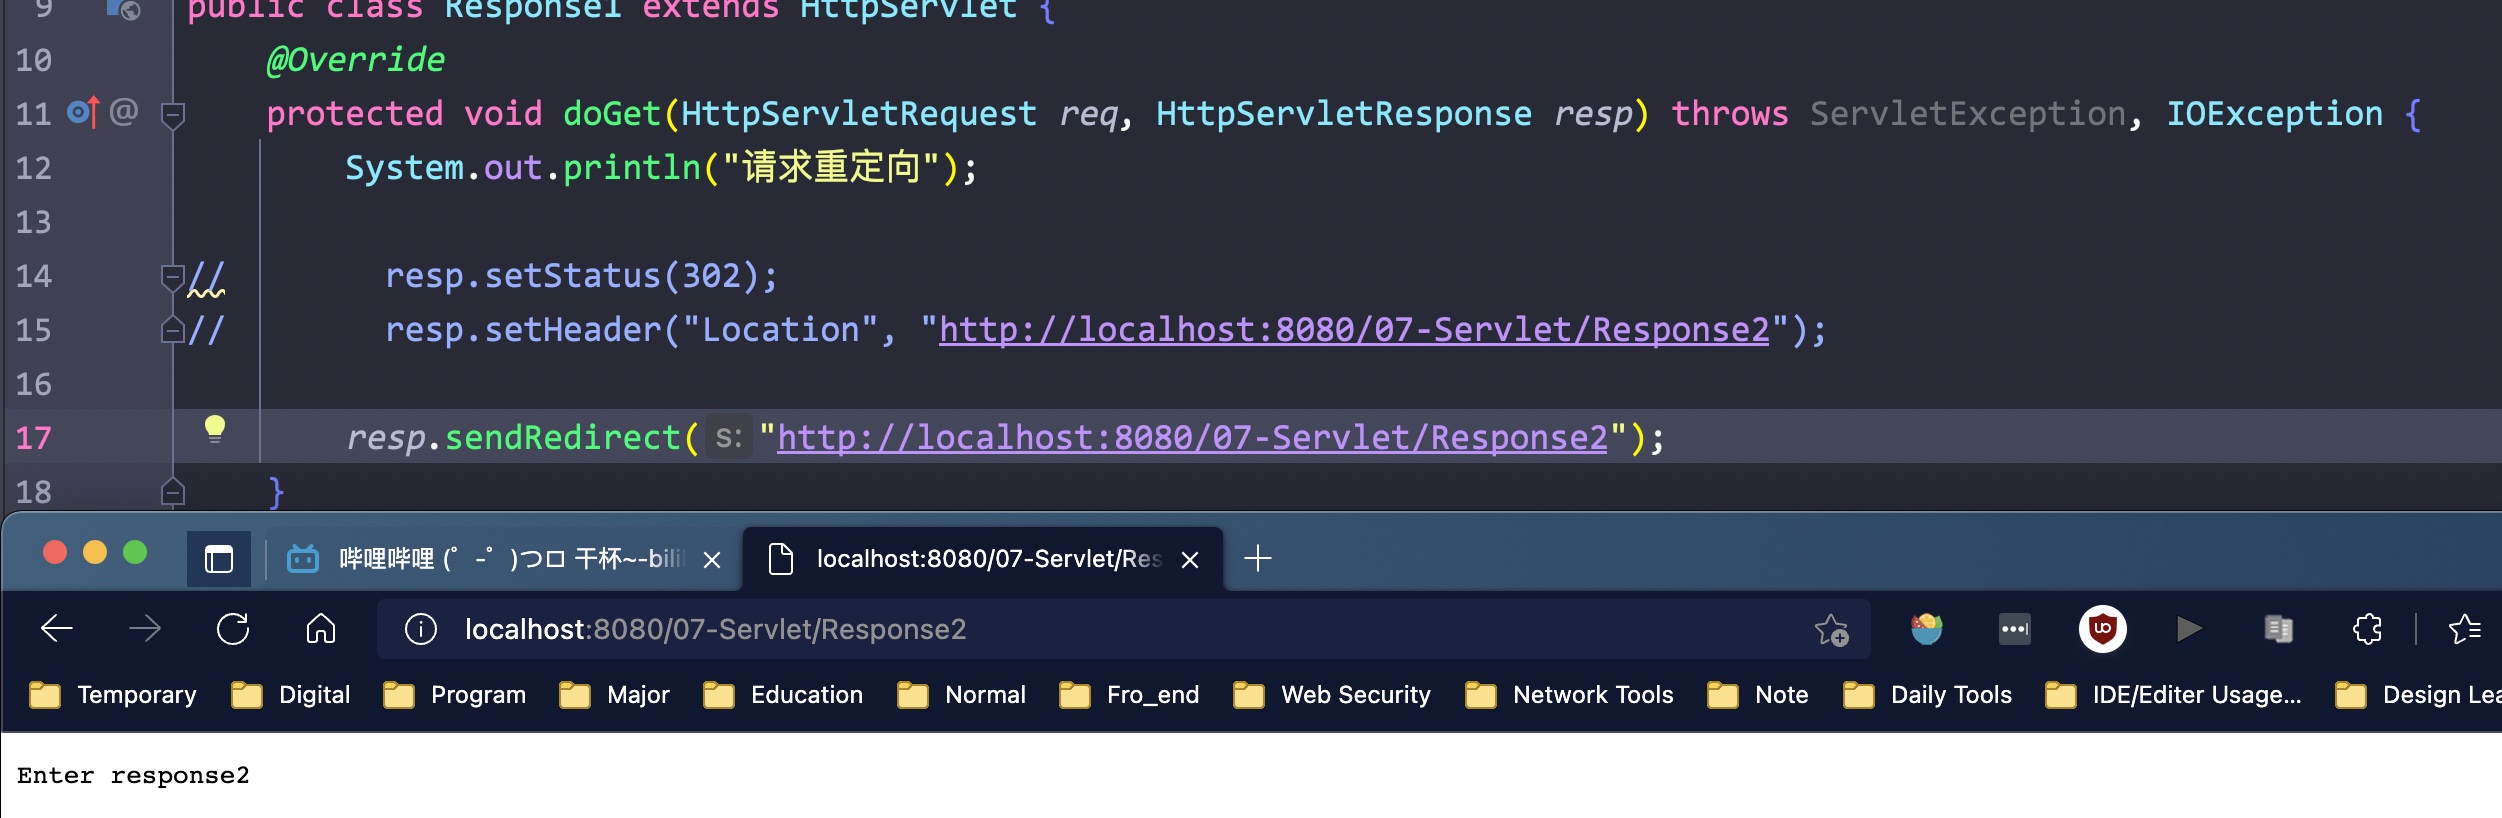 9 public class Response1 extends HttpServlet {
10 @Override
11 @ protected void doGet(HttpServletRequest req, HttpServletResponse resp) throws ServletException, IOException {
12 System.out.println("请求重定向");
13
14 // resp.setStatus(302);
15 // resp.setHeader("Location", "http://localhost:8080/07-Servlet/Response2");
16
17 resp.sendRedirect( s: "http://localhost:8080/07-Servlet/Response2");
18 }
哔哩哔哩 (゜-゜)つロ 干杯~-bili localhost:8080/07-Servlet/Res
localhost:8080/07-Servlet/Response2
Temporary Digital Program Major Education Normal Fro_end Web Security Network Tools Note Daily Tools IDE/Editer Usage... Design Lea
Enter response2